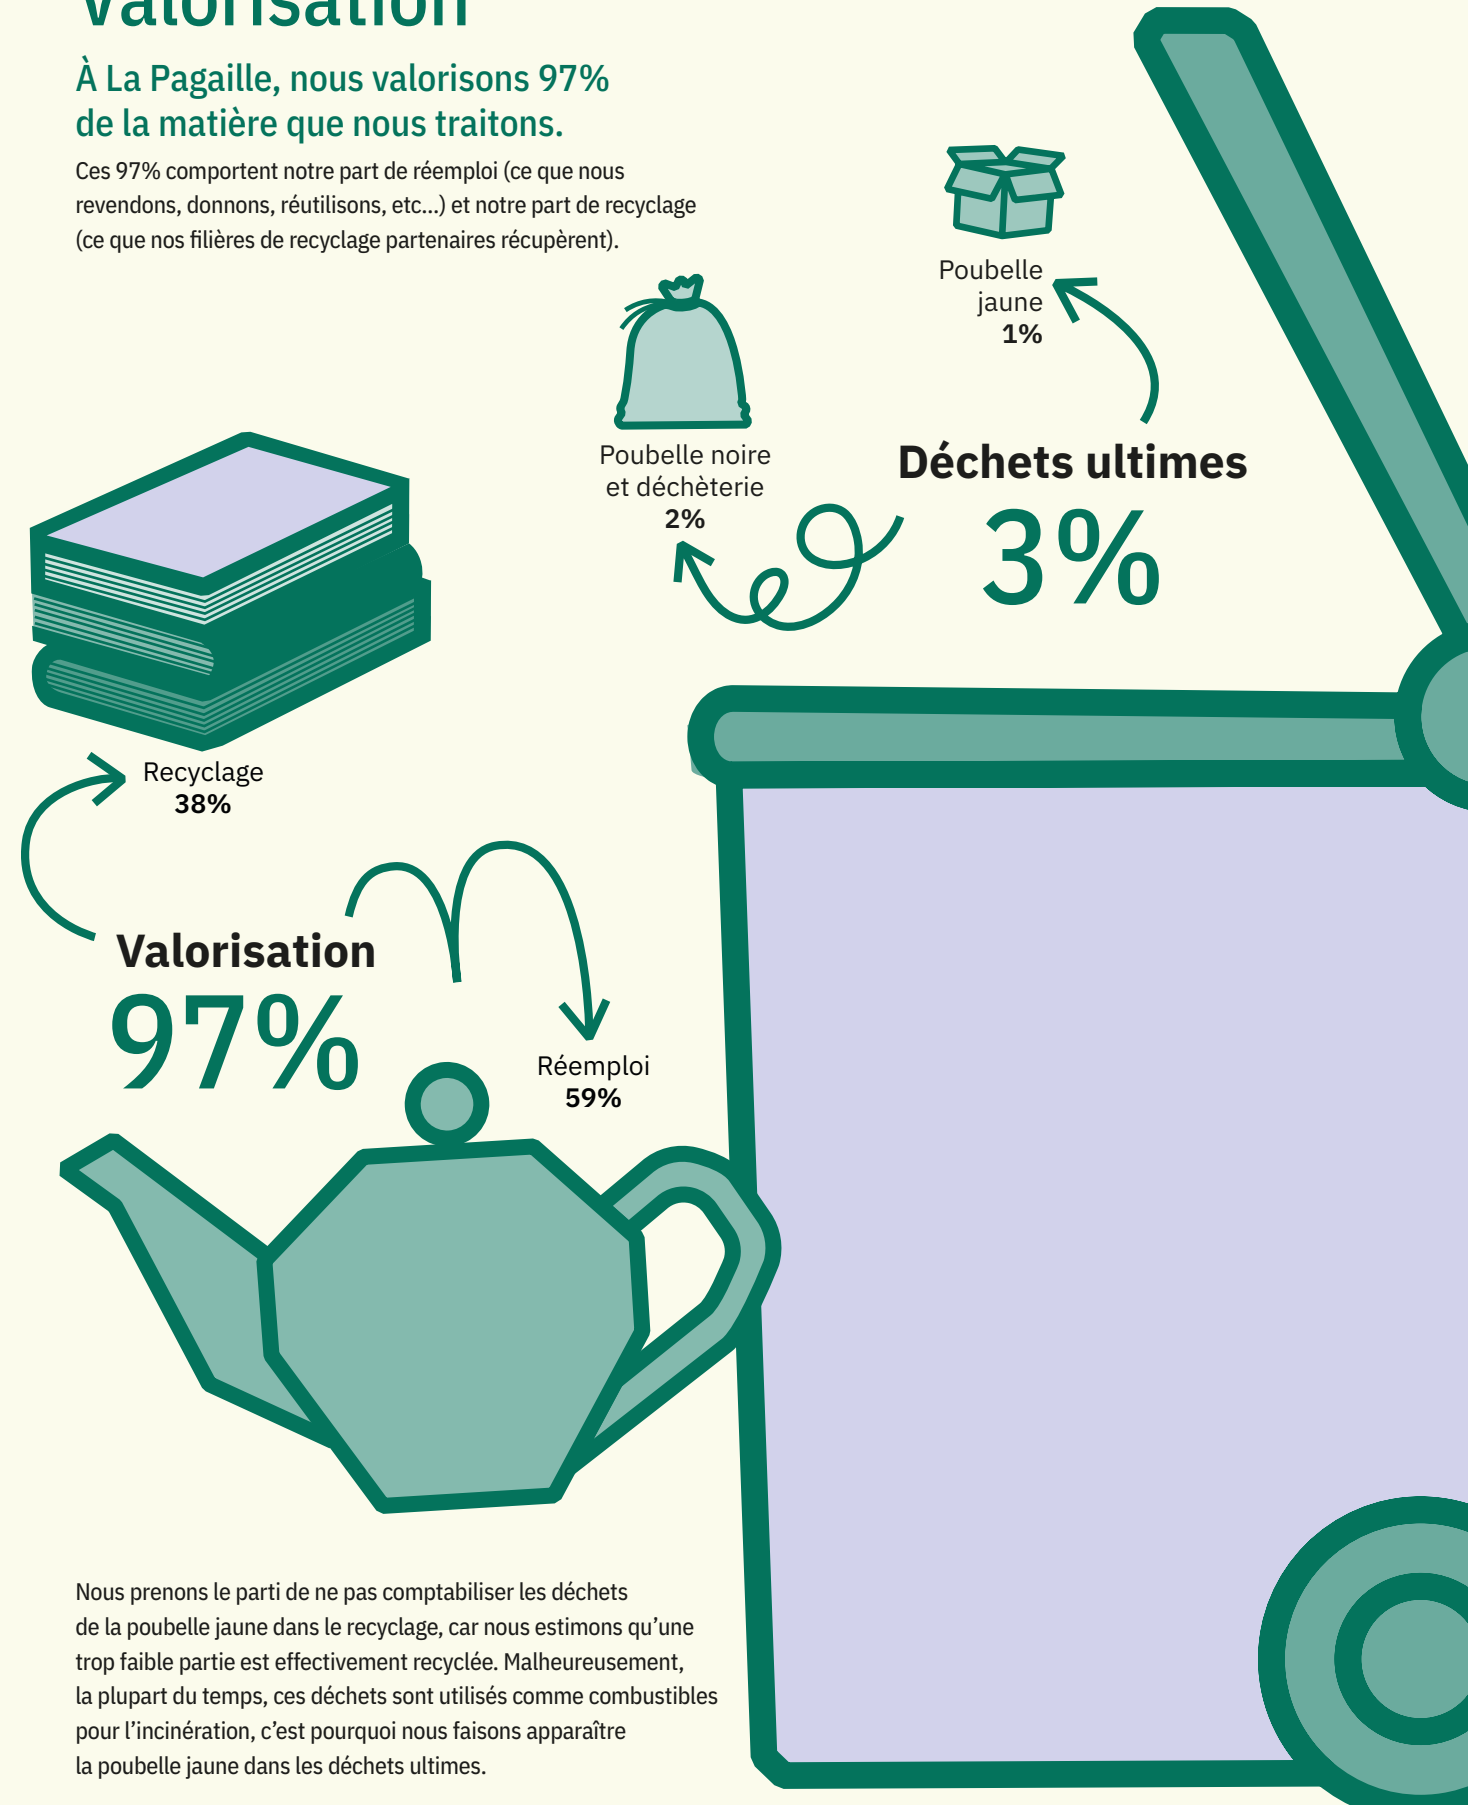 Valorisation
À La Pagaille, nous valorisons 97%
de la matière que nous traitons.
Ces 97% comportent notre part de réemploi (ce que nous
revendons, donnons, réutilisons, etc...) et notre part de recyclage
(ce que nos filières de recyclage partenaires récupèrent).
Poubelle
jaune
1%
Poubelle noire
et déchèterie
2%
Déchets ultimes
3%
Recyclage
38%
Valorisation
97%
Réemploi
59%
Nous prenons le parti de ne pas comptabiliser les déchets
de la poubelle jaune dans le recyclage, car nous estimons qu’une
trop faible partie est effectivement recyclée. Malheureusement,
la plupart du temps, ces déchets sont utilisés comme combustibles
pour l’incinération, c’est pourquoi nous faisons apparaître
la poubelle jaune dans les déchets ultimes.